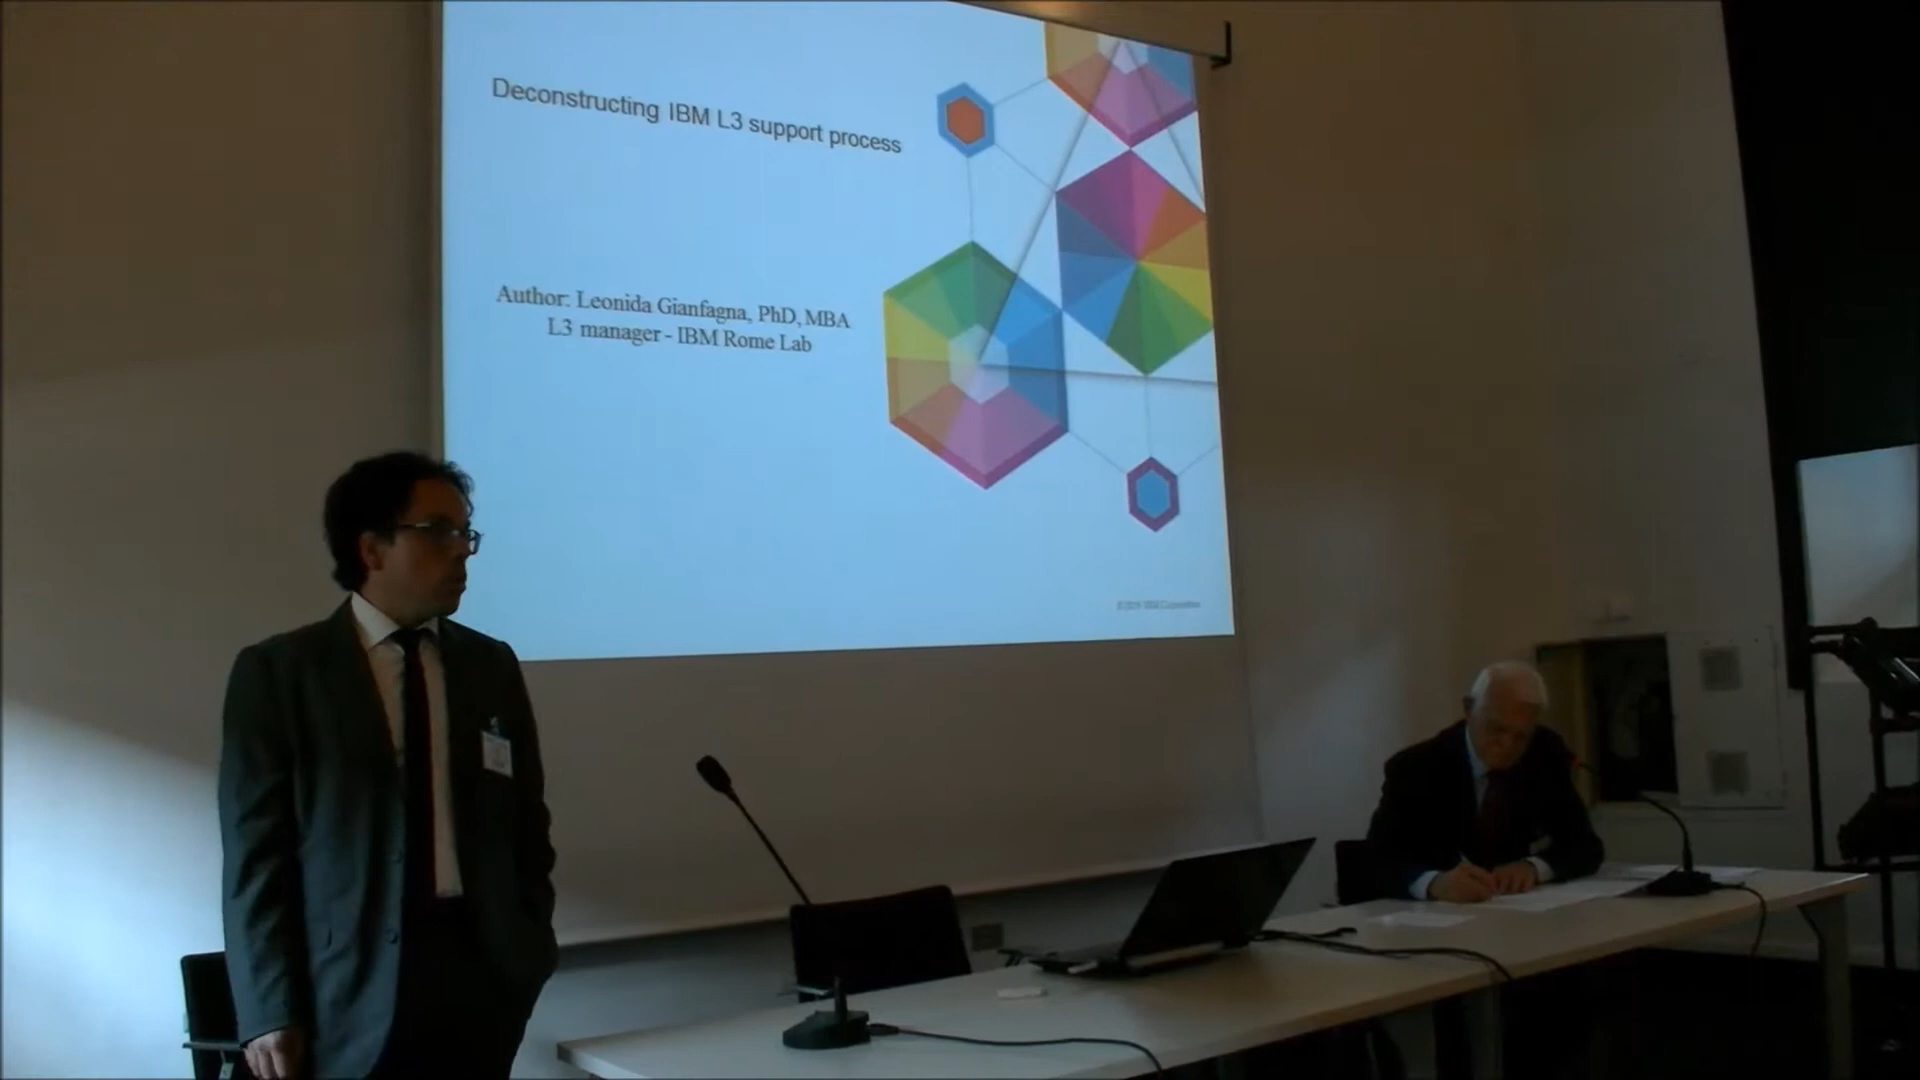 Deconstructing IBM L3 support process
Author: Leonida Gianfagna, PhD, MBA
L3 manager - IBM Rome Lab